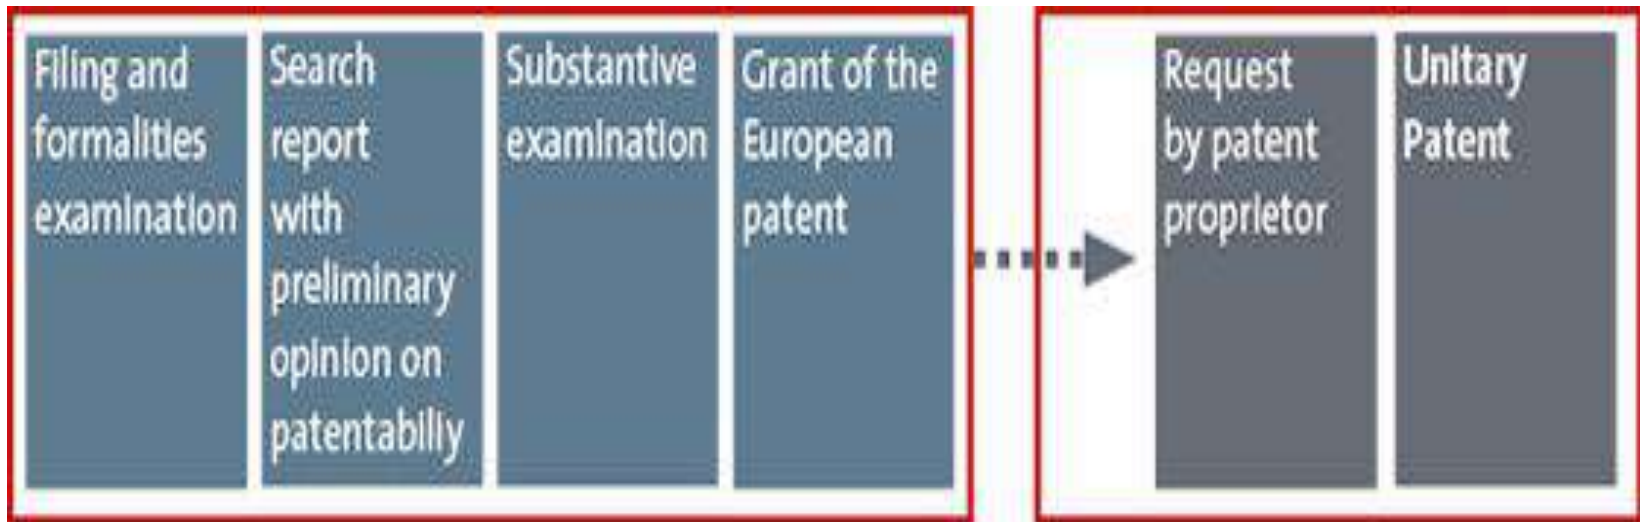 Filing and
formalities
examination
Search
report
with
preliminary
opinion on
patentabiliy
Substantive
examination
Grant of the
European
patent
Request
by patent
proprietor
Unitary
Patent